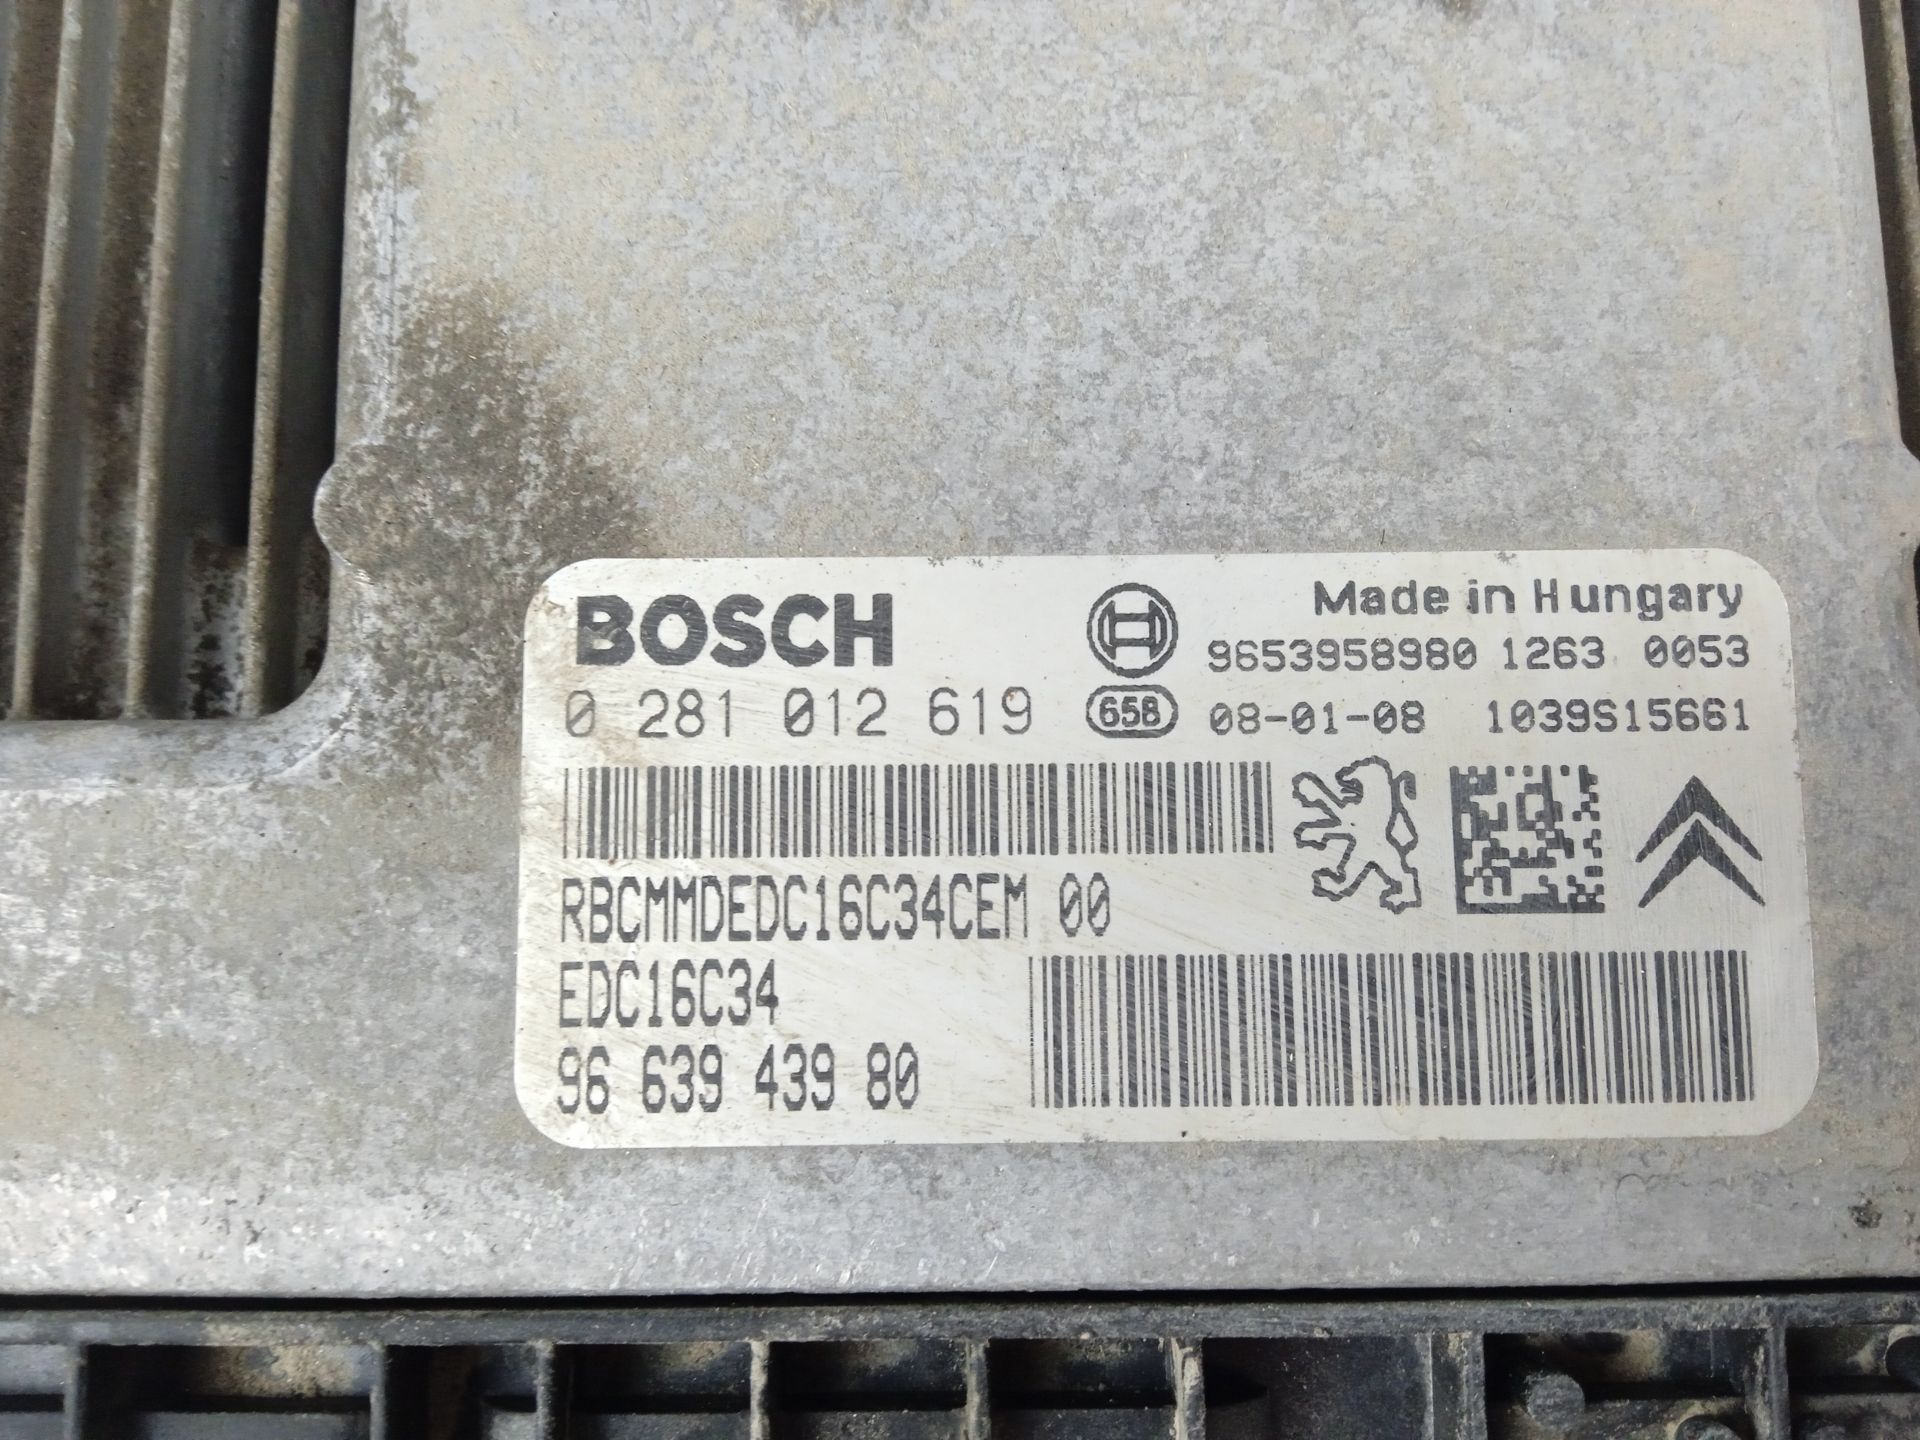 BOSCH
Made in Hungary
9653958980 1263 0053
0 281 012 619
658
08-01-08 1039S15661
RBCMMDEDC16C34CEM 00
EDC16C34
96 639 439 80